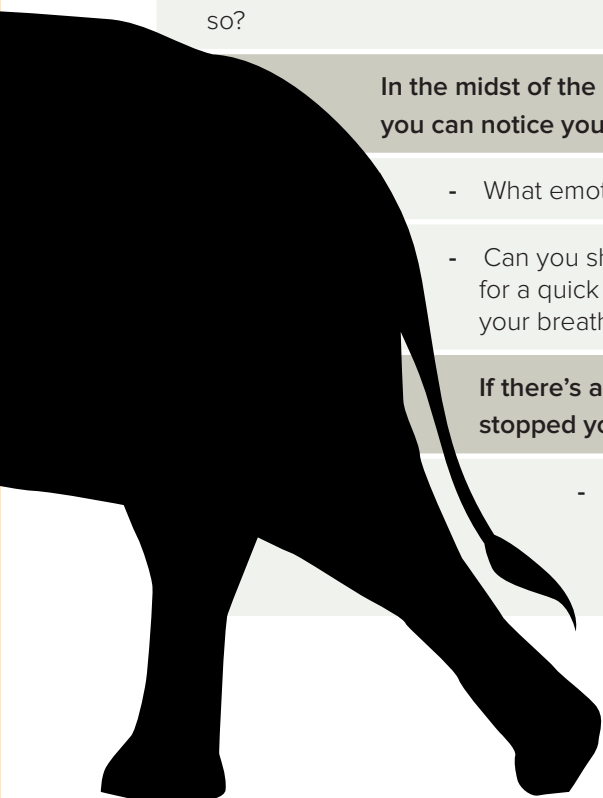 so?
In the midst of the
you can notice you
- What emot
- Can you sh
for a quick
your breath
If there’s a
stopped yo
-